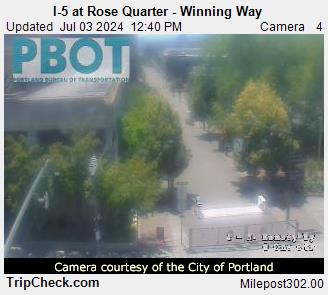 I-5 at Rose Quarter - Winning Way
Updated Jul 03 2024 12:40 PM Camera 4
PBOT
PORTLAND BUREAU OF TRANSPORTATION
Camera courtesy of the City of Portland
TripCheck.com Milepost302.00